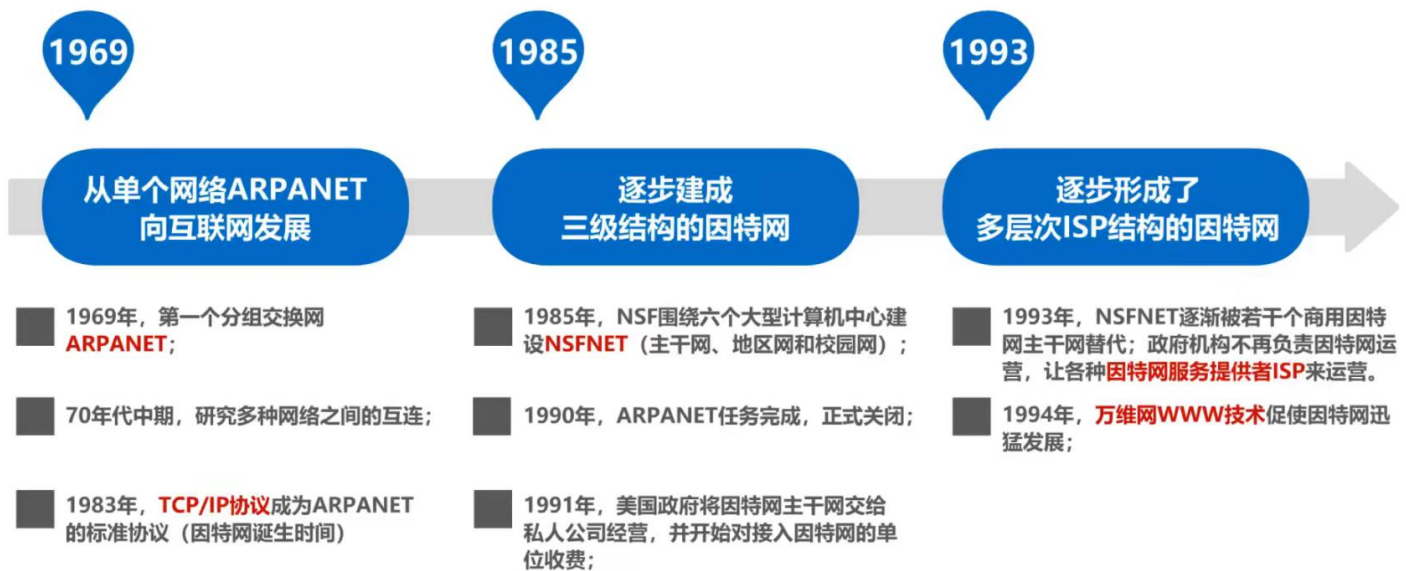 1969
1985
1993
从单个网络ARPANET
向互联网发展
逐步建成
三级结构的因特网
逐步形成了
多层次ISP结构的因特网
1969年，第一个分组交换网
ARPANET；
70年代中期，研究多种网络之间的互连；
1983年，TCP/IP协议成为ARPANET
的标准协议（因特网诞生时间）
1985年，NSF围绕六个大型计算机中心建
设NSFNET（主干网、地区网和校园网）；
1990年，ARPANET任务完成，正式关闭；
1991年，美国政府将因特网主干网交给
私人公司经营，并开始对接入因特网的单
位收费；
1993年，NSFNET逐渐被若干个商用因特
网主干网替代；政府机构不再负责因特网运
营，让各种因特网服务提供者ISP来运营。
1994年，万维网WWW技术促使因特网迅
猛发展；